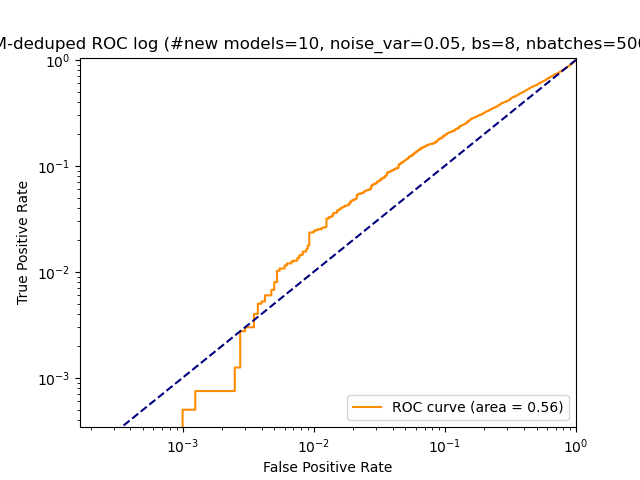 M-deduped ROC log (#new models=10, noise_var=0.05, bs=8, nbatches=500
10⁰
10⁻¹
10⁻²
10⁻³
True Positive Rate
ROC curve (area = 0.56)
10⁻³ 10⁻² 10⁻¹ 10⁰
False Positive Rate